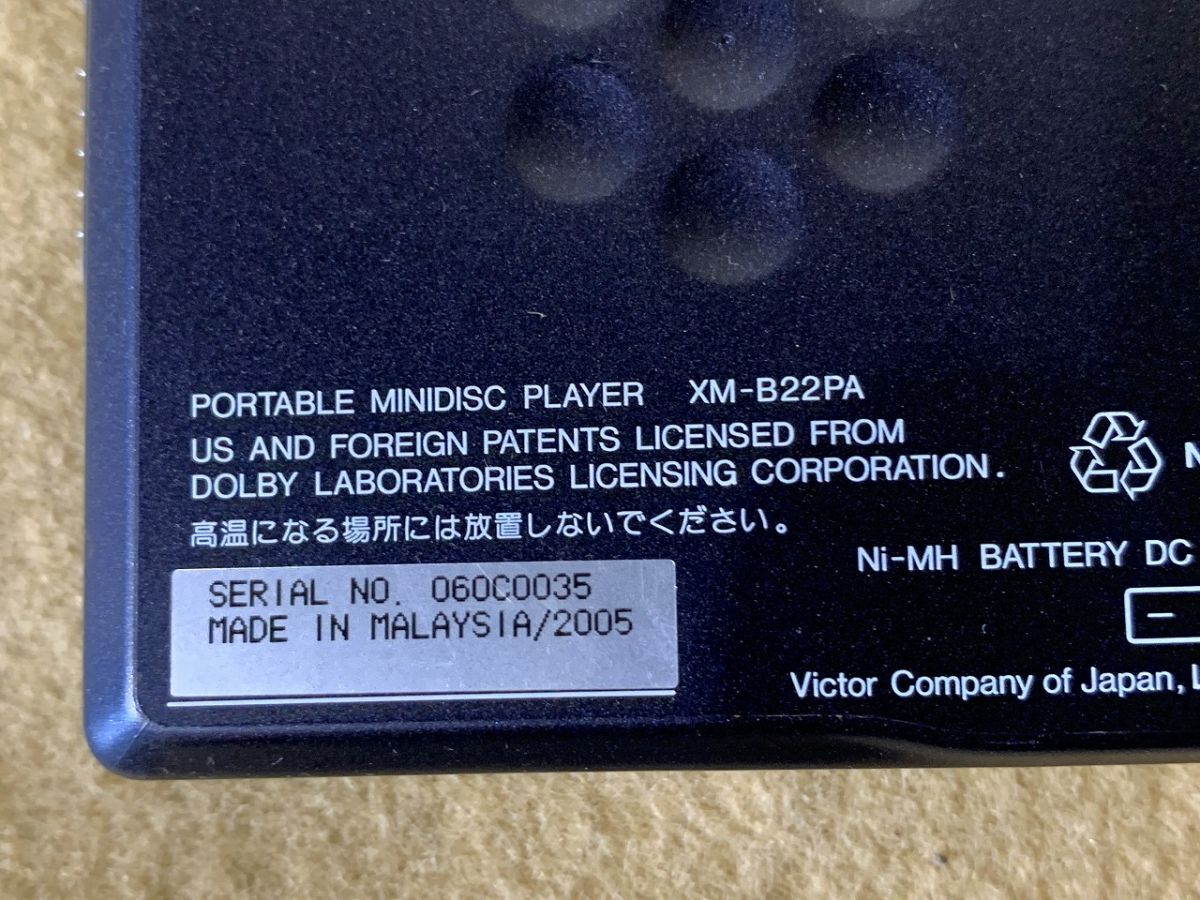 PORTABLE MINIDISC PLAYER XM-B22PA
US AND FOREIGN PATENTS LICENSED FROM
DOLBY LABORATORIES LICENSING CORPORATION.
高温になる場所には放置しないでください。
Ni-MH BATTERY DC
SERIAL NO. 060C0035
MADE IN MALAYSIA/2005
Victor Company of Japan,